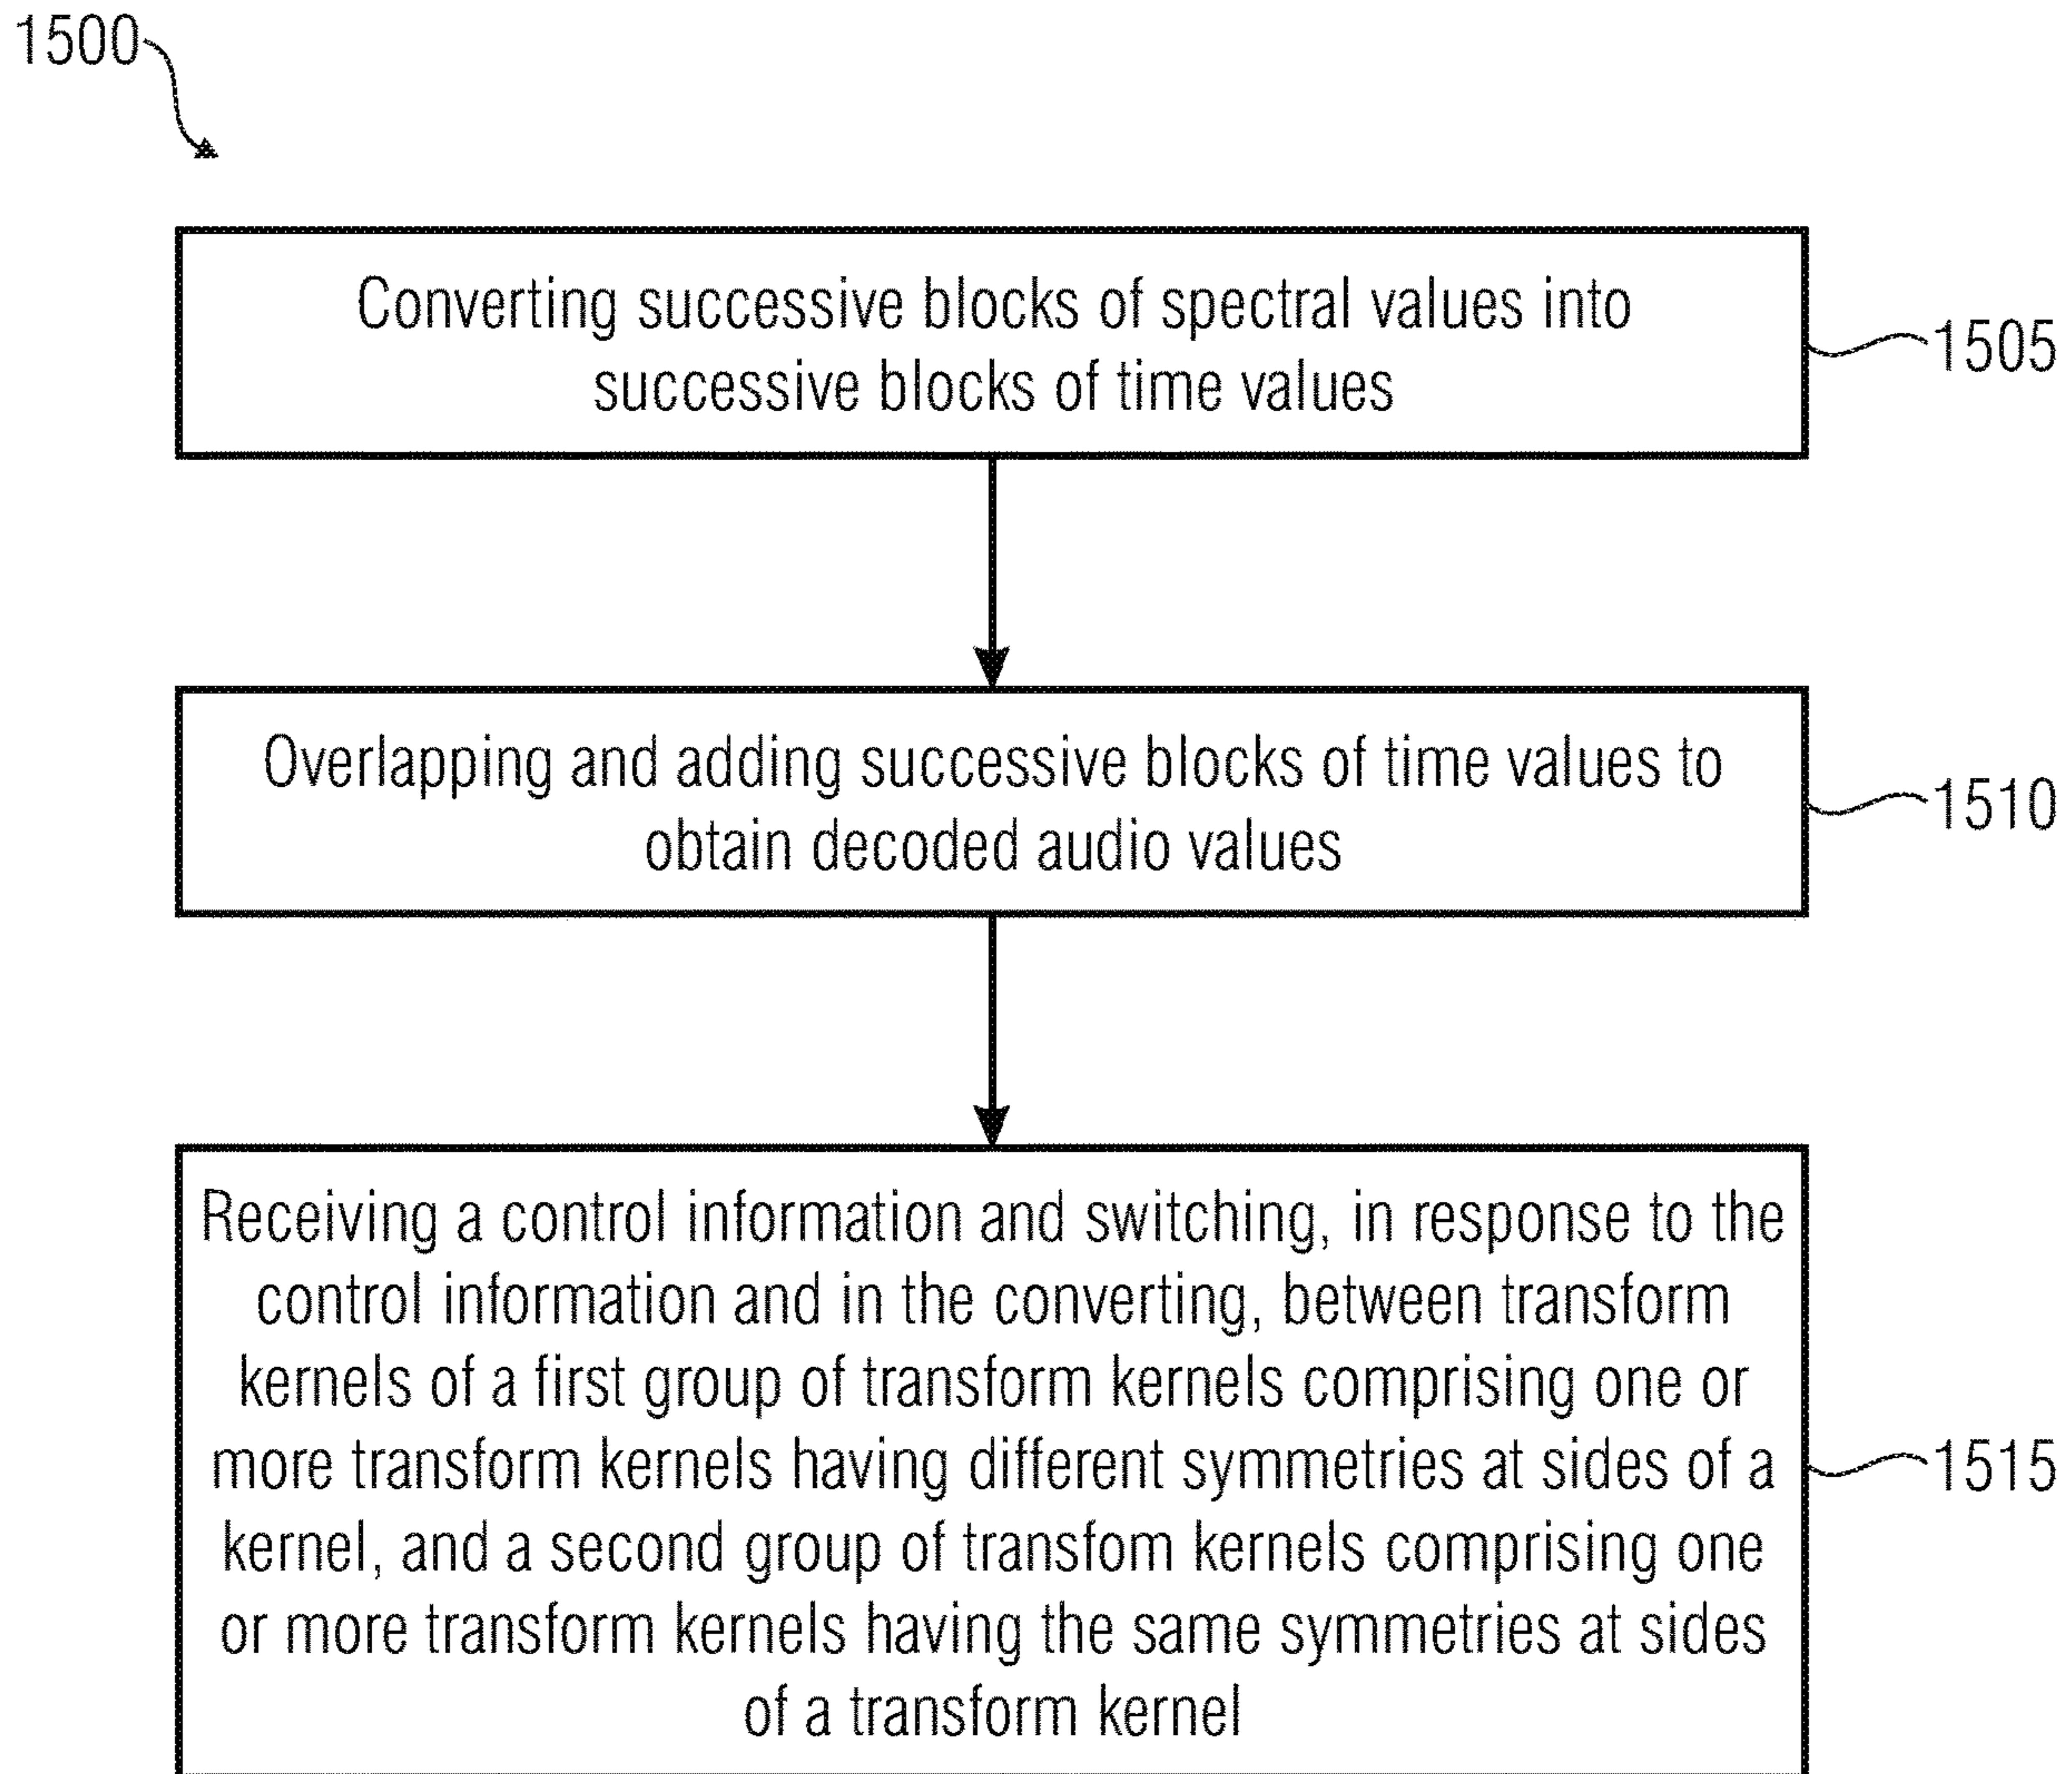 1500
Converting successive blocks of spectral values into
successive blocks of time values
1505
Overlapping and adding successive blocks of time values to
obtain decoded audio values
1510
Receiving a control information and switching, in response to the
control information and in the converting, between transform
kernels of a first group of transform kernels comprising one or
more transform kernels having different symmetries at sides of a
kernel, and a second group of transfom kernels comprising one
or more transform kernels having the same symmetries at sides
of a transform kernel
1515